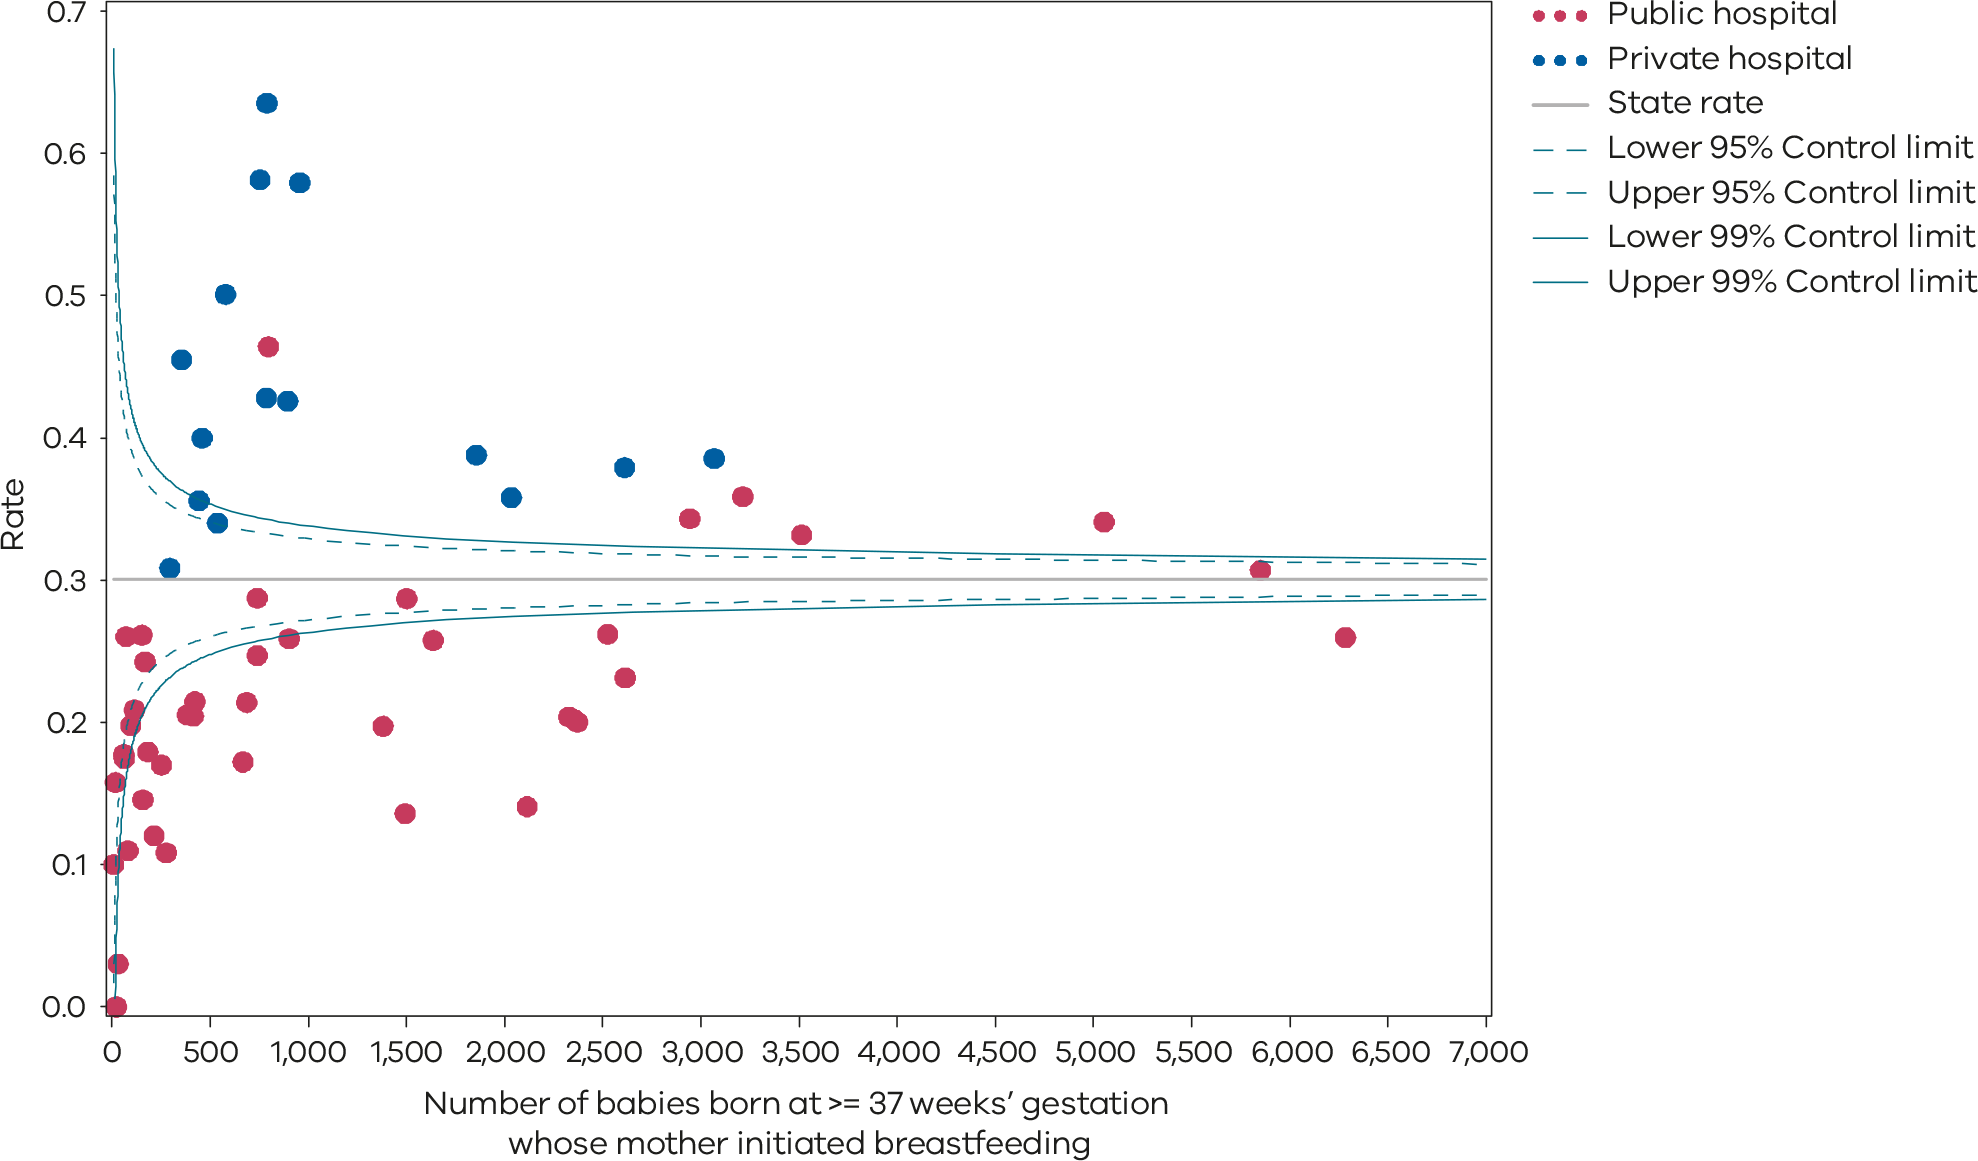 0.7
0.6
0.5
0.4
0.3
0.2
0.1
0.0
Rate
0 500 1,000 1,500 2,000 2,500 3,000 3,500 4,000 4,500 5,000 5,500 6,000 6,500 7,000
Number of babies born at >= 37 weeks’ gestation
whose mother initiated breastfeeding
Public hospital
Private hospital
State rate
Lower 95% Control limit
Upper 95% Control limit
Lower 99% Control limit
Upper 99% Control limit